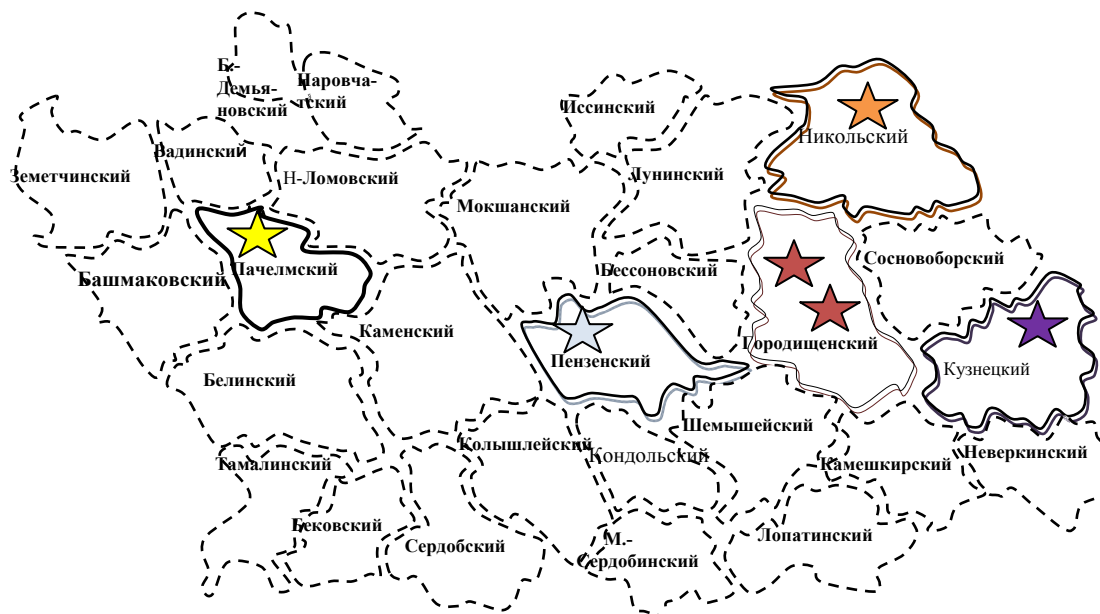 Б.-
Демья-
новский
Наровча-
тский
Иссинский
Никольский
Вадинский
Земетчинский
Н-Ломовский
Лунинский
Мокшанский
Пачелмский
Башмаковский
Бессоновский
Сосновоборский
Каменский
Пензенский
Городищенский
Кузнецкий
Белинский
Шемышейский
Колышлейский
Кондольский
Неверкинский
Тамалинский
Камешкирский
Бековский
Сердобский
М.-
Сердобинский
Лопатинский